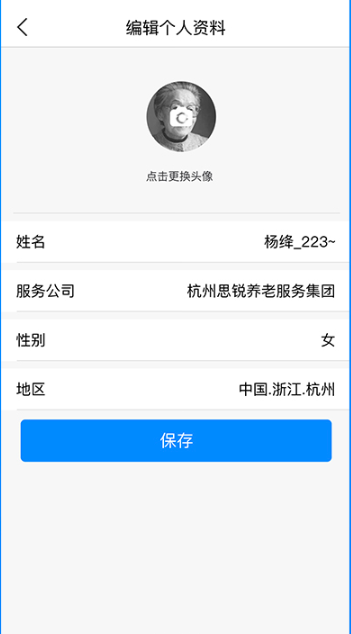 编辑个人资料
点击更换头像
姓名 杨绛_223~
服务公司 杭州思锐养老服务集团
性别 女
地区 中国.浙江.杭州
保存